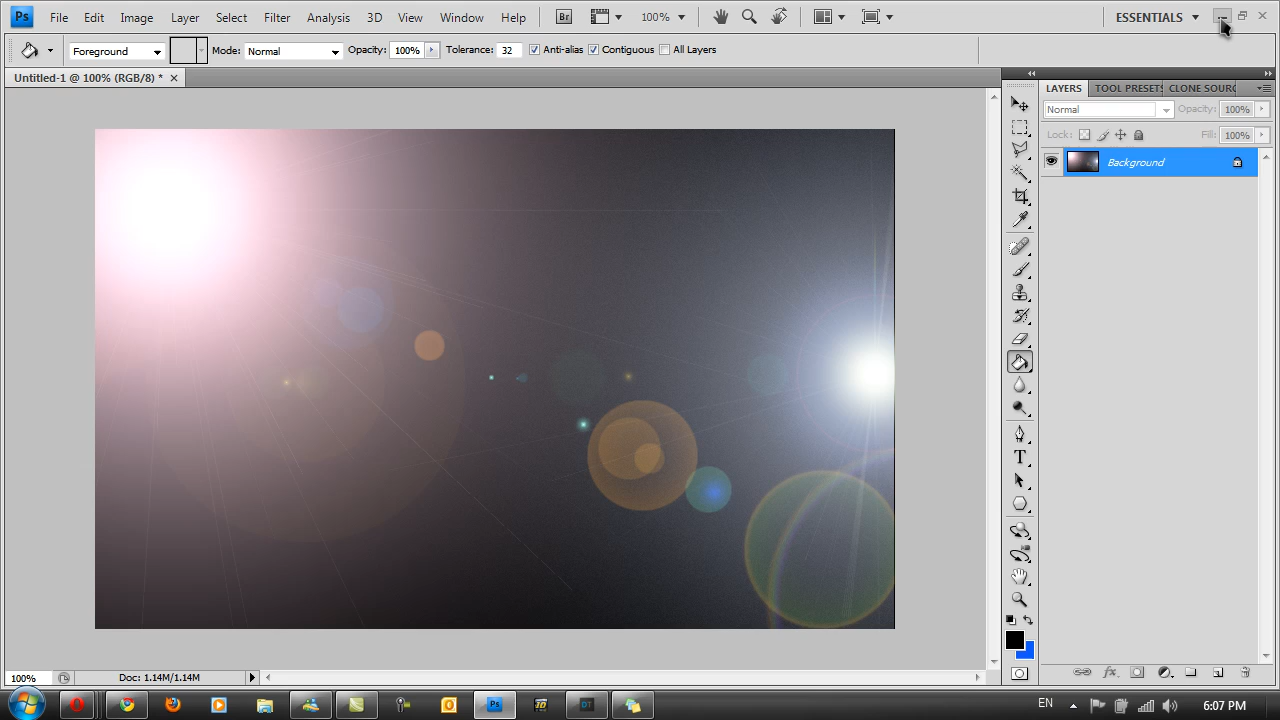 Ps File Edit Image Layer Select Filter Analysis 3D View Window Help Br 100% ESSENTIALS
Foreground Mode: Normal Opacity: 100% Tolerance: 32 Anti-alias Contiguous All Layers
Untitled-1 @ 100% (RGB/8) *
LAYERS TOOL PRESETS CLONE SOURC
Normal Opacity: 100%
Lock: Fill: 100%
Background
T
fx
100% Doc: 1.14M/1.14M
Ps EN 6:07 PM